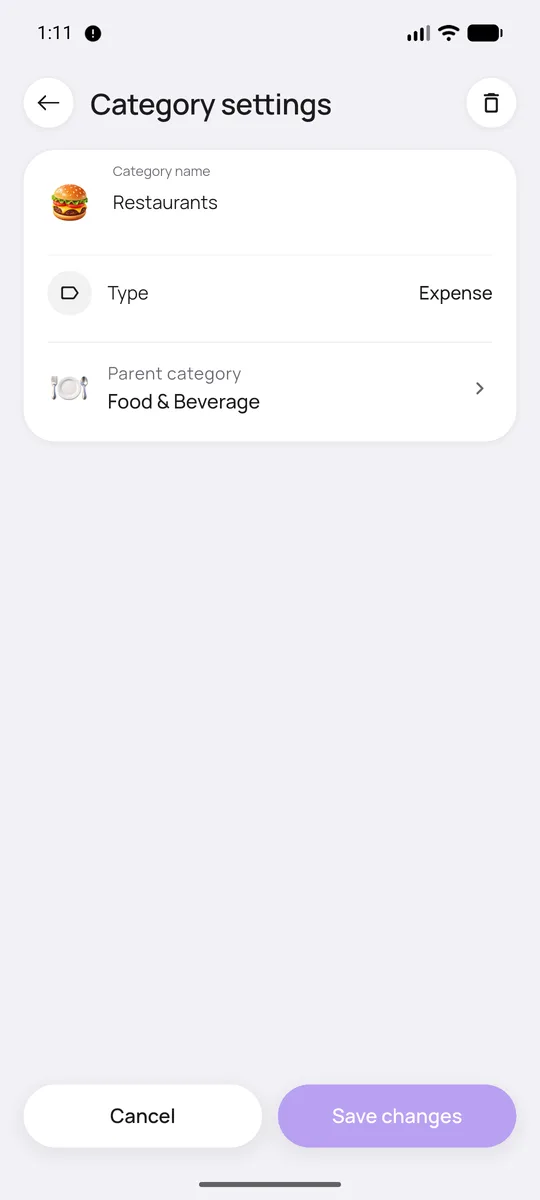 1:11
Category settings
Category name
Restaurants
Type
Expense
Parent category
Food & Beverage
Cancel
Save changes